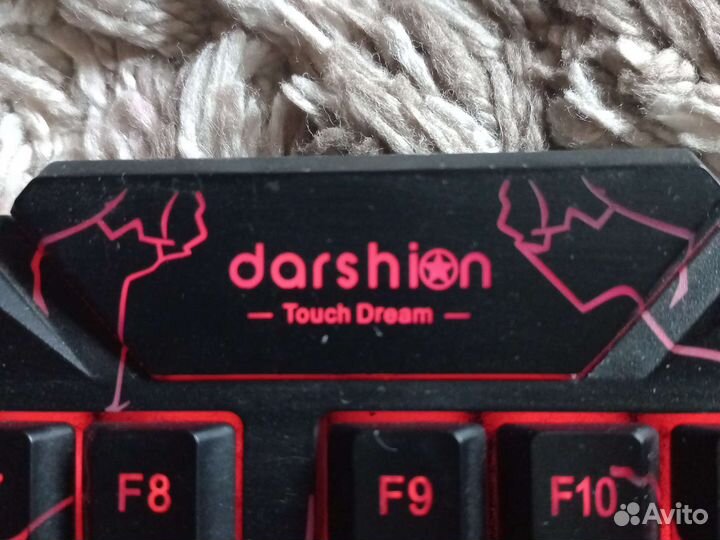 darshion
— Touch Dream —
F8 F9 F10
Avito